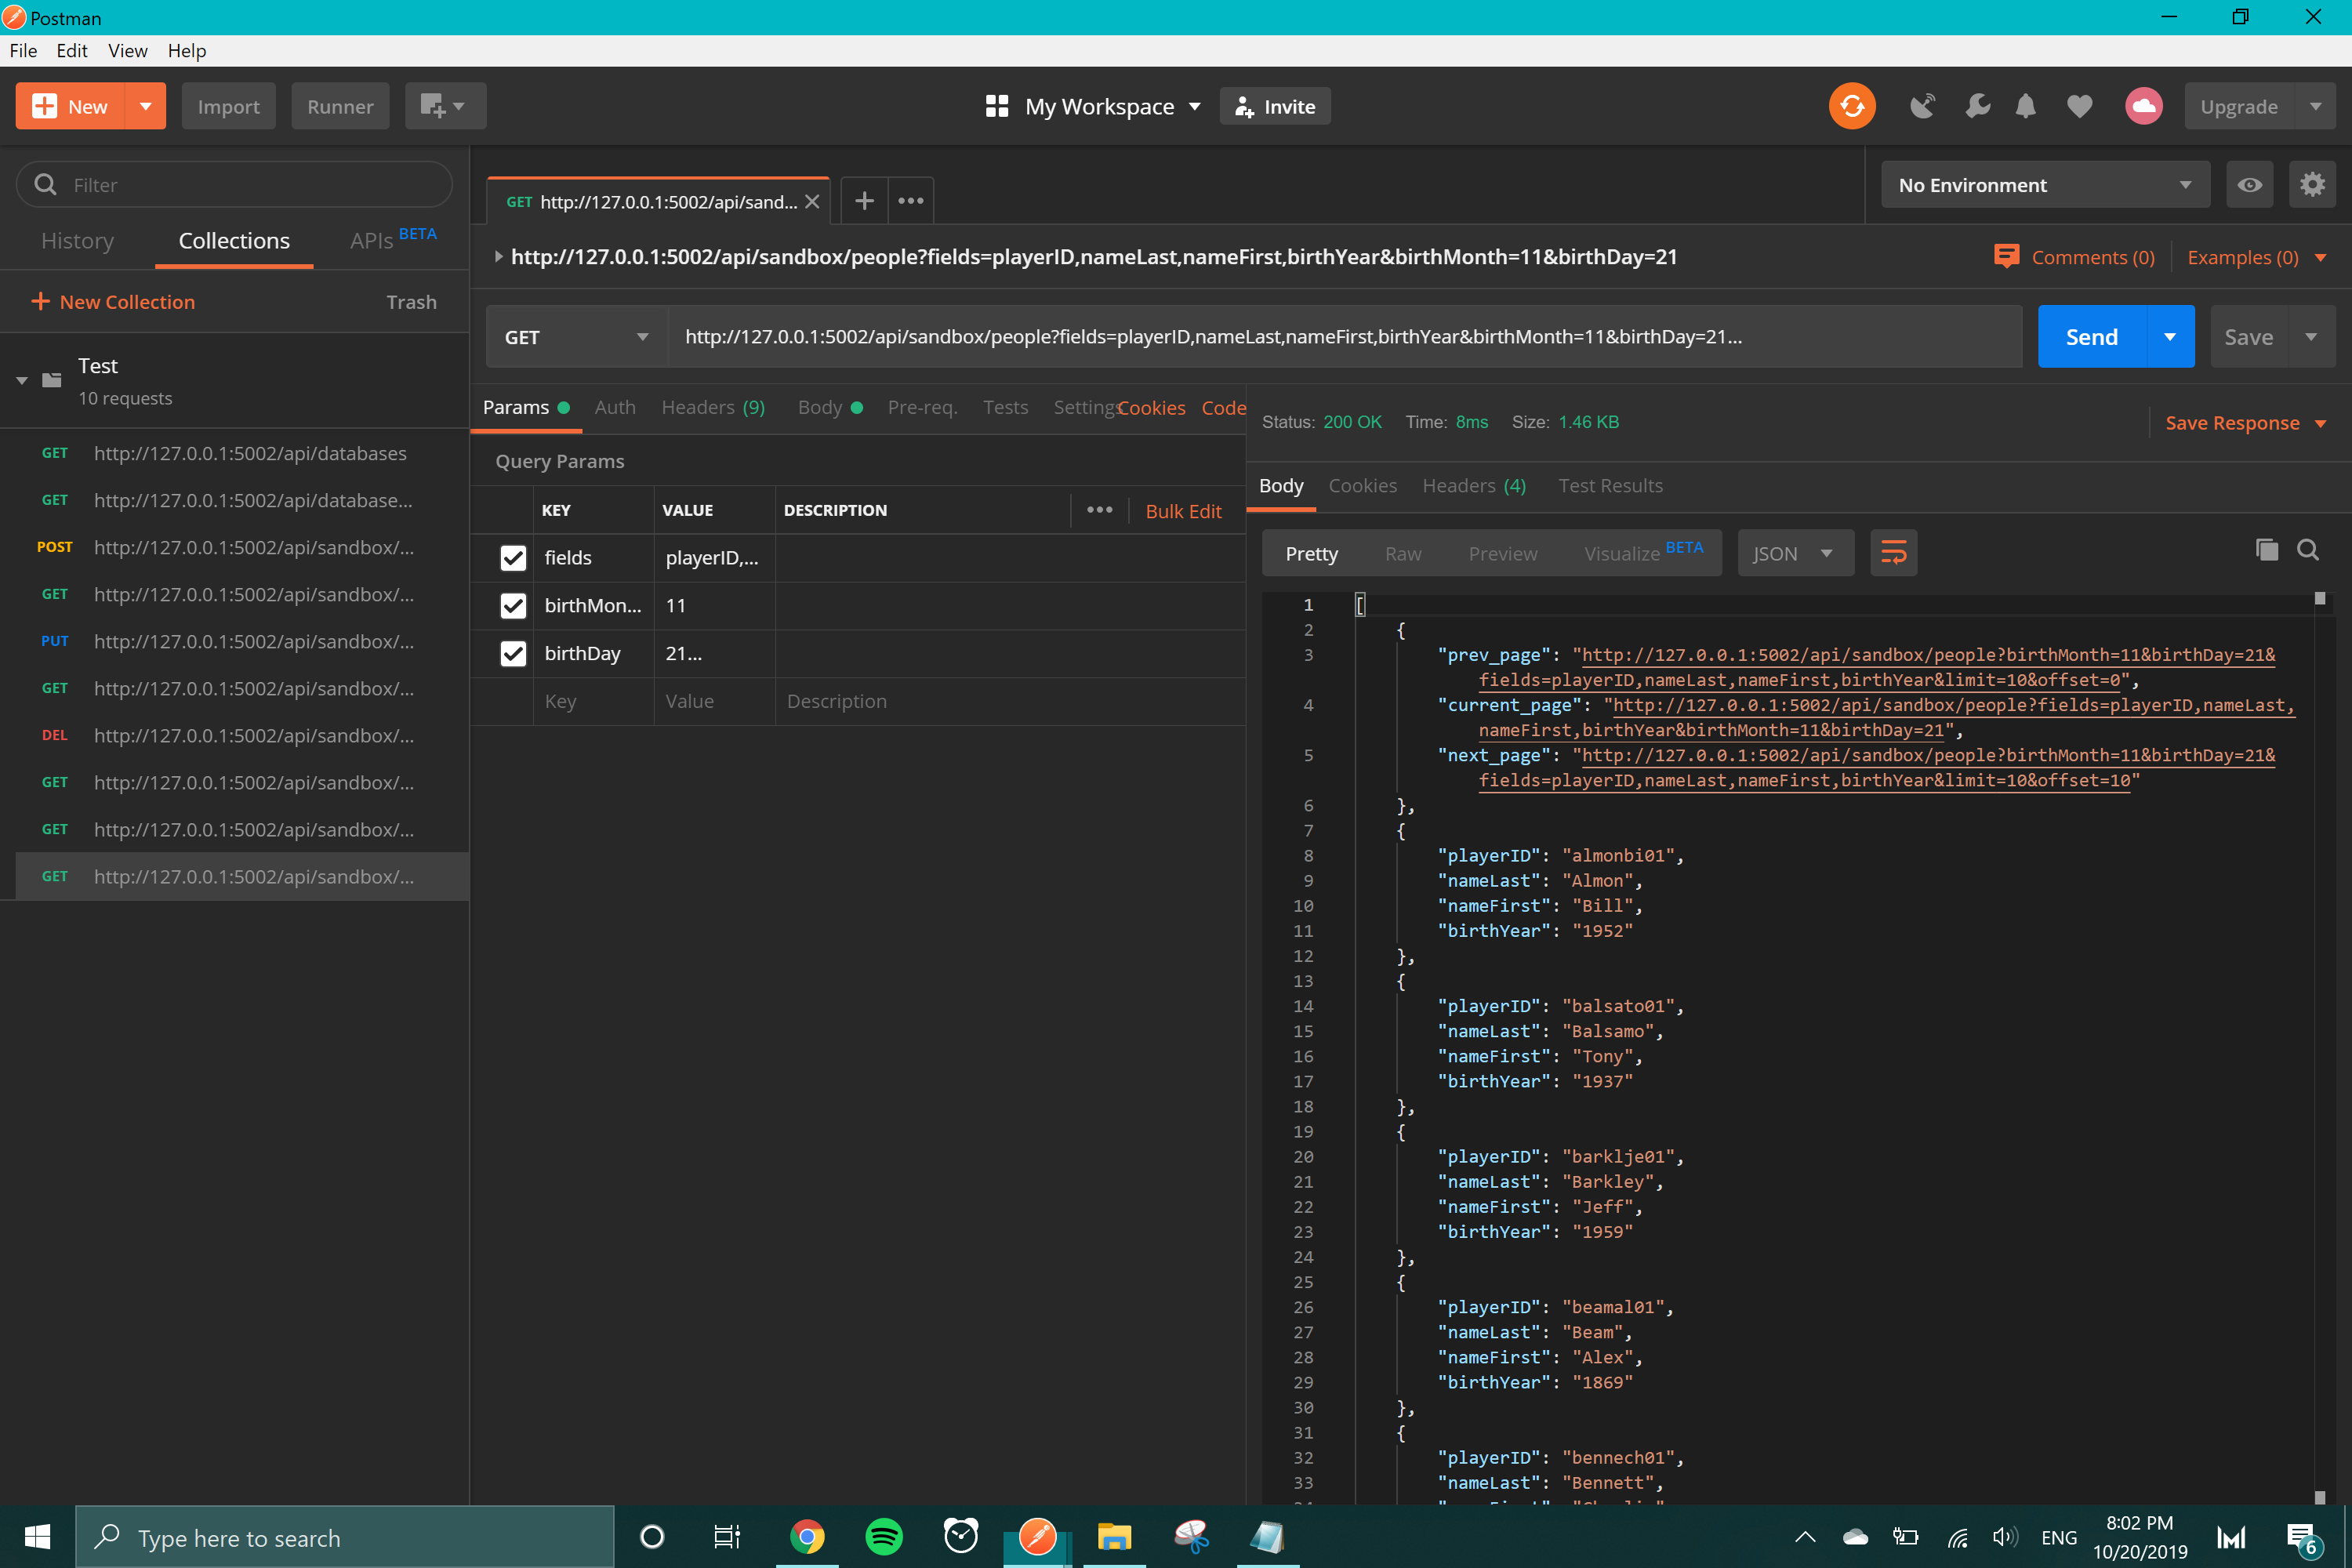 Postman
File Edit View Help
New Import Runner My Workspace Invite Upgrade
Filter
History Collections APIs BETA
New Collection Trash
Test
10 requests
GET http://127.0.0.1:5002/api/databases
GET http://127.0.0.1:5002/api/database...
POST http://127.0.0.1:5002/api/sandbox/...
GET http://127.0.0.1:5002/api/sandbox/...
PUT http://127.0.0.1:5002/api/sandbox/...
GET http://127.0.0.1:5002/api/sandbox/...
DEL http://127.0.0.1:5002/api/sandbox/...
GET http://127.0.0.1:5002/api/sandbox/...
GET http://127.0.0.1:5002/api/sandbox/...
GET http://127.0.0.1:5002/api/sandbox/...
GET http://127.0.0.1:5002/api/sand...
No Environment
http://127.0.0.1:5002/api/sandbox/people?fields=playerID,nameLast,nameFirst,birthYear&birthMonth=11&birthDay=21
Comments (0) Examples (0)
GET http://127.0.0.1:5002/api/sandbox/people?fields=playerID,nameLast,nameFirst,birthYear&birthMonth=11&birthDay=21...
Send Save
Params Auth Headers (9) Body Pre-req. Tests Settings Cookies Code
Query Params
KEY VALUE DESCRIPTION ••• Bulk Edit
fields playerID,...
birthMon... 11
birthDay 21...
Key Value Description
Status: 200 OK Time: 8ms Size: 1.46 KB Save Response
Body Cookies Headers (4) Test Results
Pretty Raw Preview Visualize BETA JSON
1 [
2 {
3 "prev_page": "http://127.0.0.1:5002/api/sandbox/people?birthMonth=11&birthDay=21&
fields=playerID,nameLast,nameFirst,birthYear&limit=10&offset=0",
4 "current_page": "http://127.0.0.1:5002/api/sandbox/people?fields=playerID,nameLast,
nameFirst,birthYear&birthMonth=11&birthDay=21",
5 "next_page": "http://127.0.0.1:5002/api/sandbox/people?birthMonth=11&birthDay=21&
fields=playerID,nameLast,nameFirst,birthYear&limit=10&offset=10"
6 },
7 {
8 "playerID": "almonbi01",
9 "nameLast": "Almon",
10 "nameFirst": "Bill",
11 "birthYear": "1952"
12 },
13 {
14 "playerID": "balsato01",
15 "nameLast": "Balsamo",
16 "nameFirst": "Tony",
17 "birthYear": "1937"
18 },
19 {
20 "playerID": "barklje01",
21 "nameLast": "Barkley",
22 "nameFirst": "Jeff",
23 "birthYear": "1959"
24 },
25 {
26 "playerID": "beamal01",
27 "nameLast": "Beam",
28 "nameFirst": "Alex",
29 "birthYear": "1869"
30 },
31 {
32 "playerID": "bennech01",
33 "nameLast": "Bennett",
Type here to search
ENG
8:02 PM
10/20/2019
6